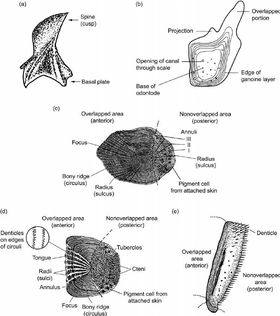 (a)
Spine
(cusp)
Basal plate
(b)
Overlapped
portion
Projection
Opening of canal
through scale
Base of
odontode
Edge of
ganoine layer
(c)
Overlapped area
(anterior)
Nonoverlapped area
(posterior)
Annuli
III
II
I
Focus
Radius
(sulcus)
Bony ridge
(circulus)
Radius
(sulcus)
Pigment cell
from attached skin
(d)
Overlapped area
(anterior)
Nonoverlapped area
(posterior)
Denticles
on edges
of circuli
Tubercles
Tongue
Cteni
Radii
(sulci)
Annulus
Focus
Bony ridge
(circulus)
Pigment cell from
attached skin
(e)
Denticle
Overlapped
area
(anterior)
Nonoverlapped
area
(posterior)